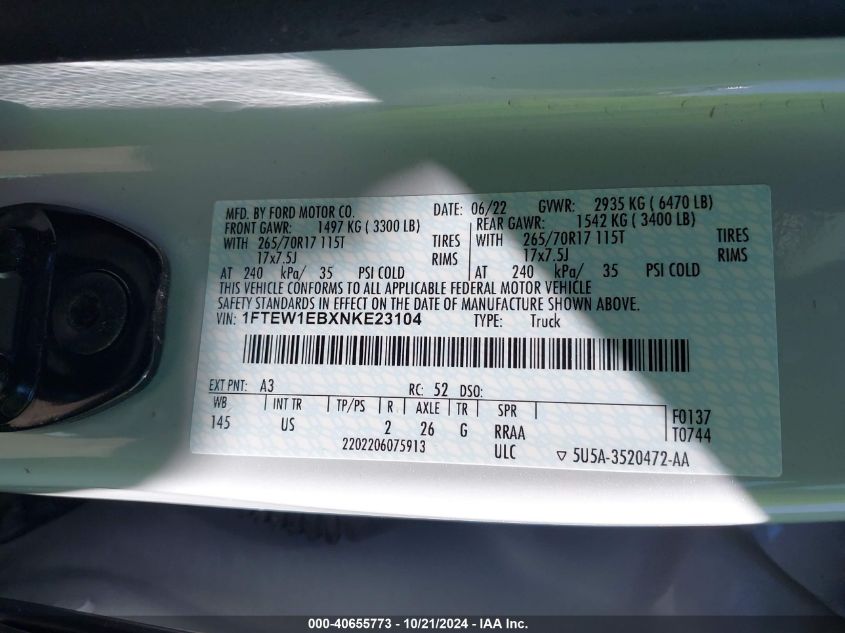 MFD. BY FORD MOTOR CO. DATE: 06/22 GVWR: 2935 KG ( 6470 LB)
FRONT GAWR: 1497 KG ( 3300 LB) REAR GAWR: 1542 KG ( 3400 LB)
WITH 265/70R17 115T TIRES WITH 265/70R17 115T TIRES
17x7.5J RIMS 17x7.5J RIMS
AT 240 kPa/ 35 PSI COLD AT 240 kPa/ 35 PSI COLD
THIS VEHICLE CONFORMS TO ALL APPLICABLE FEDERAL MOTOR VEHICLE
SAFETY STANDARDS IN EFFECT ON THE DATE OF MANUFACTURE SHOWN ABOVE.
VIN: 1FTEW1EBXNKE23104 TYPE: Truck
EXT PNT: A3 RC: 52 DSO:
WB INT TR TP/PS R AXLE TR SPR F0137
145 US 2 26 G RRAA T0744
2202206075913 ULC ▽ 5U5A-3520472-AA
000-40655773 - 10/21/2024 - IAA Inc.